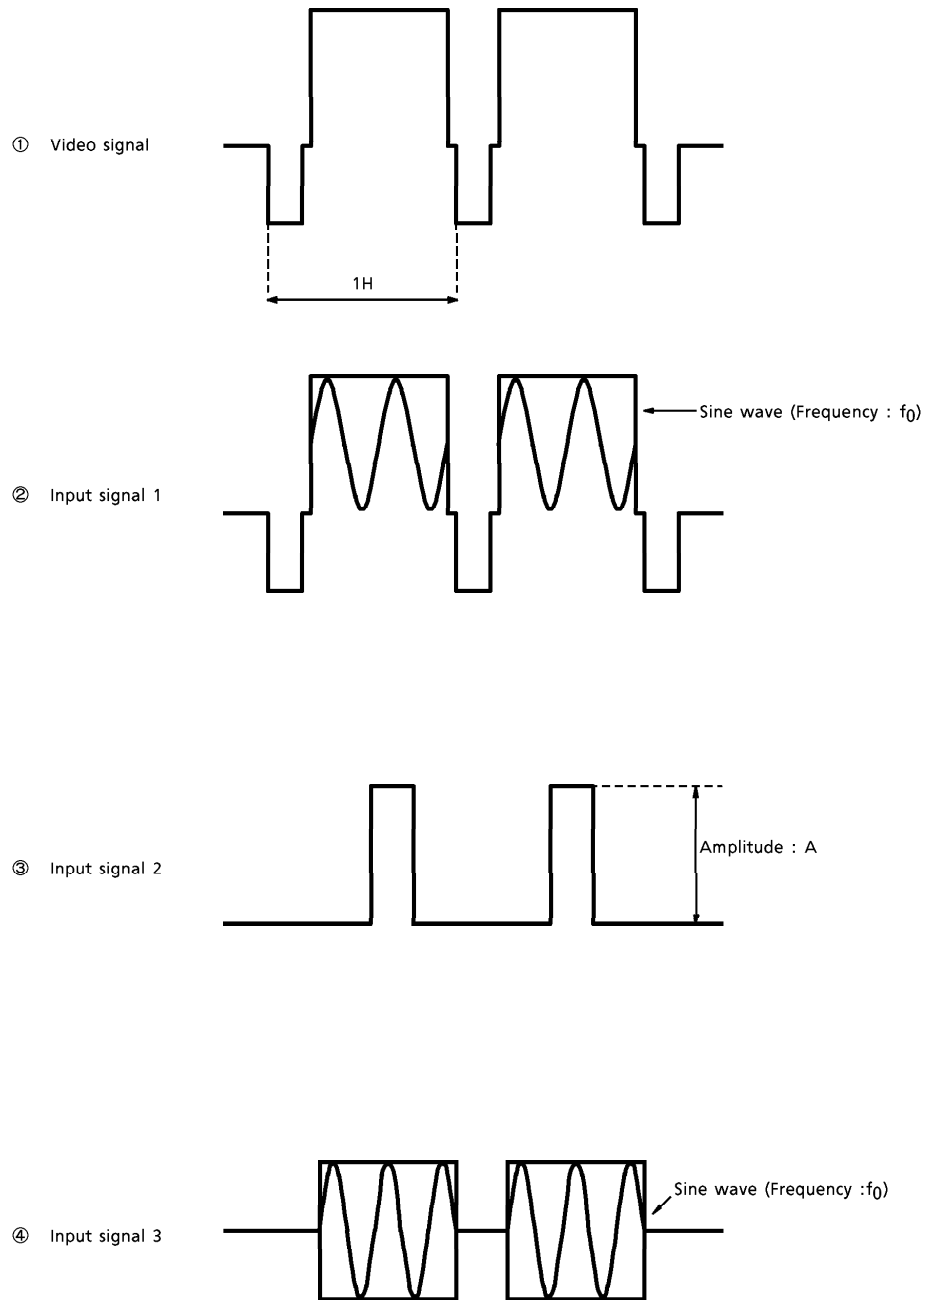 ① Video signal
1H
Sine wave (Frequency : f0)
② Input signal 1
Amplitude : A
③ Input signal 2
Sine wave (Frequency :f0)
④ Input signal 3